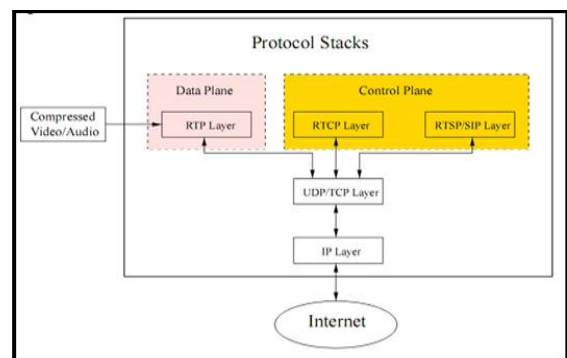 Protocol Stacks
Data Plane
Control Plane
Compressed
Video/Audio
RTP Layer
RTCP Layer
RTSP/SIP Layer
UDP/TCP Layer
IP Layer
Internet